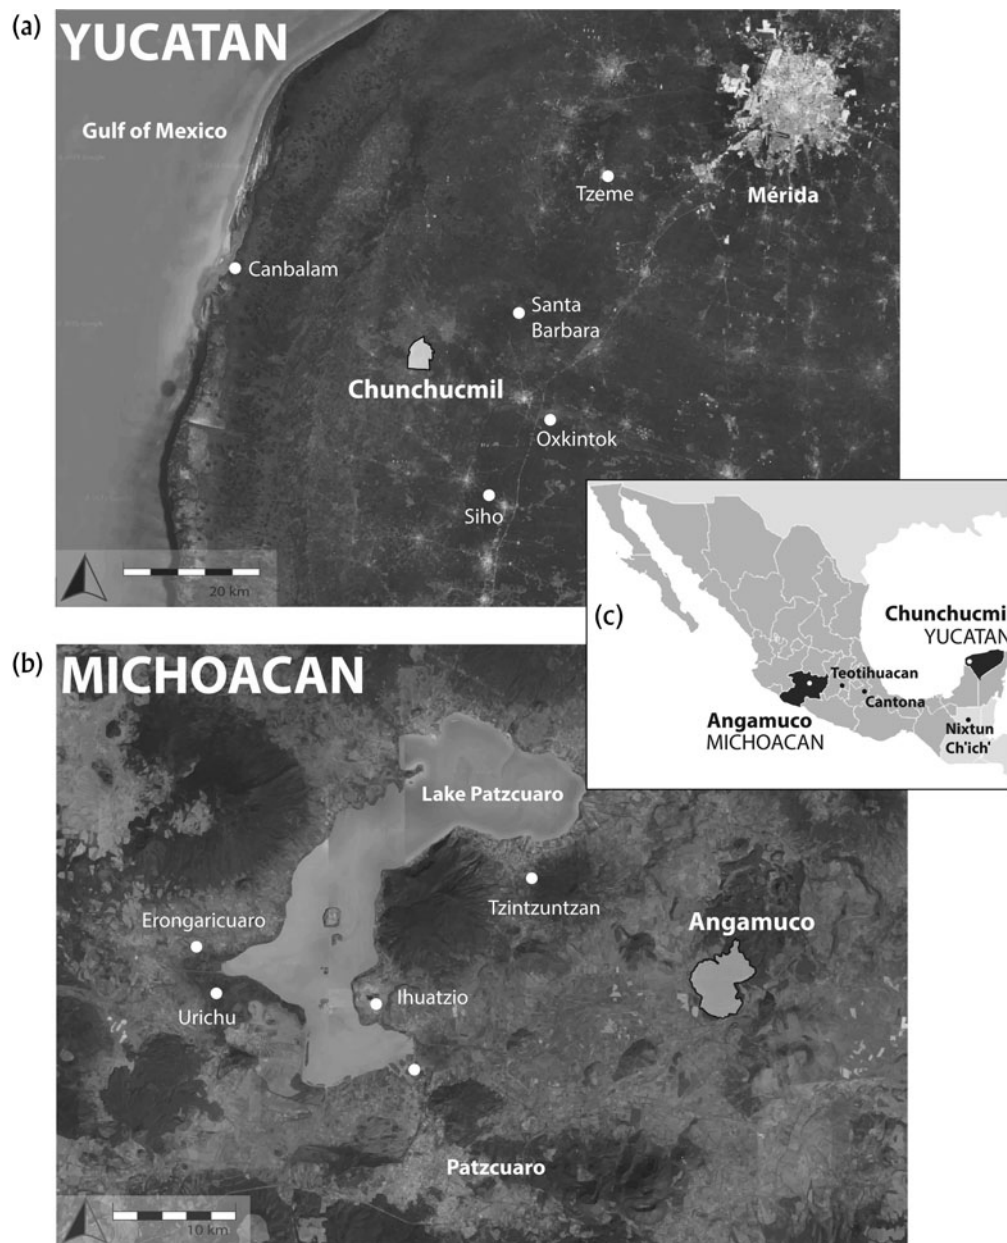 (a)
YUCATAN
Gulf of Mexico
Tzeme
Mérida
Canbalam
Santa
Barbara
Chunchucmil
Oxkintok
Siho
20 km
(b)
MICHOACAN
Lake Patzcuaro
Tzintzuntzan
Erongaricuaro
Angamuco
Ihuatzio
Urichu
Patzcuaro
10 km
(c)
Chunchucmi
YUCATAN
Teotihuacan
Cantona
Angamuco
MICHOACAN
Nixtun
Ch'ich'